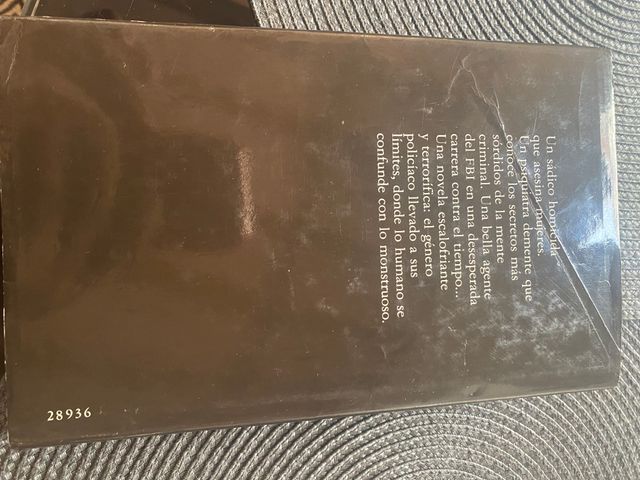 Un sádico homicida
que asesina mujeres.
Un psiquiatra demente que
conoce los secretos más
sórdidos de la mente
criminal. Una bella agente
del FBI en una desesperada
carrera contra el tiempo...
Una novela escalofriante
y terrorífica: el género
policíaco llevado a sus
límites, donde lo humano se
confunde con lo monstruoso.
28936